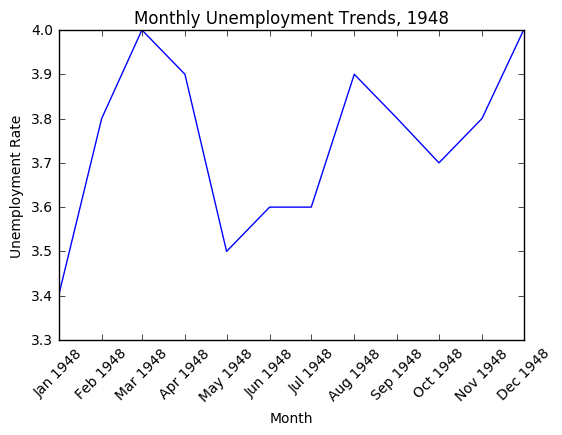 Monthly Unemployment Trends, 1948
4.0
3.9
3.8
3.7
3.6
3.5
3.4
3.3
Unemployment Rate
Jan 1948
Feb 1948
Mar 1948
Apr 1948
May 1948
Jun 1948
Jul 1948
Aug 1948
Sep 1948
Oct 1948
Nov 1948
Dec 1948
Month